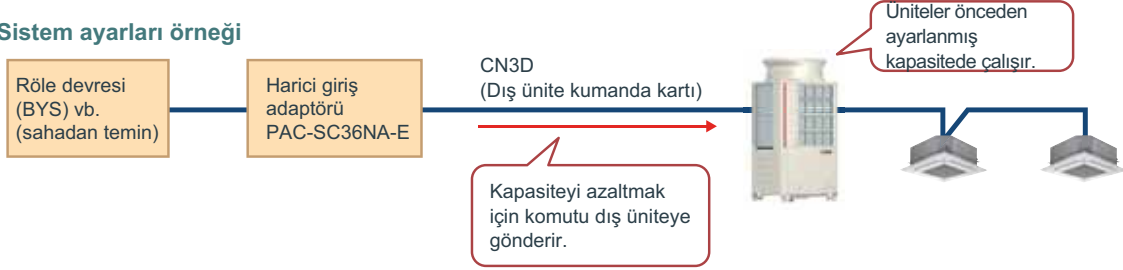 Sistem ayarları örneği
Röle devresi
(BYS) vb.
(sahadan temin)
Harici giriş
adaptörü
PAC-SC36NA-E
CN3D
(Dış ünite kumanda kartı)
Kapasiteyi azaltmak
için komutu dış üniteye
gönderir.
Üniteler önceden
ayarlanmış
kapasitede çalışır.